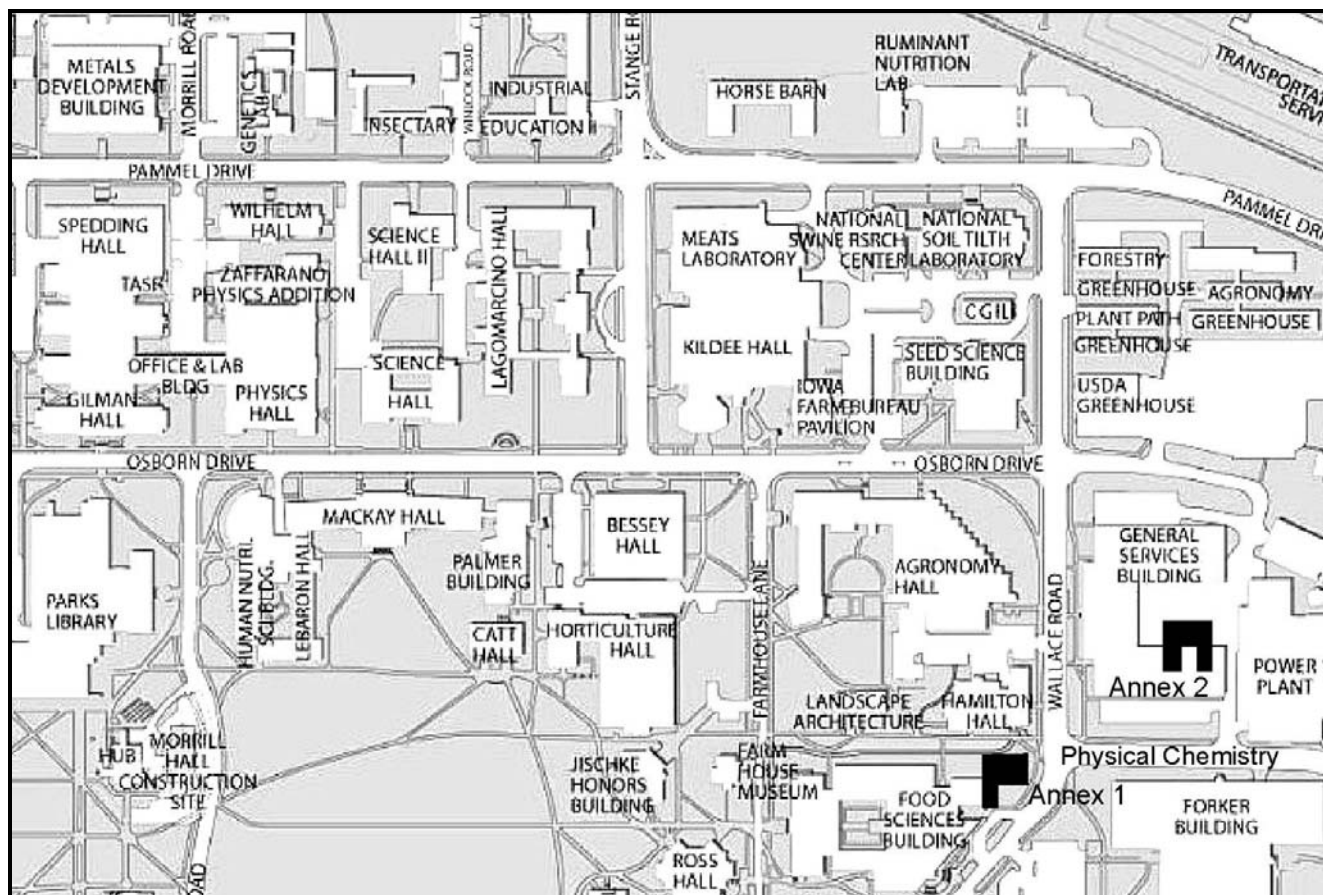 METALS
DEVELOPMENT
BUILDING
MORRILL ROAD
GENETICS
LAB
INSECTARY
WINLOCK ROAD
INDUSTRIAL
EDUCATION II
HORSE BARN
RUMINANT
NUTRITION
LAB
PAMMEL DRIVE
PAMMEL
SPEDDING
HALL
TASF
WILHELM
HALL
ZAFFARANO
PHYSICS ADDITION
OFFICE & LAB
BLDG
GILMAN
HALL
PHYSICS
HALL
SCIENCE
HALL II
SCIENCE
HALL
LAGOMARCINO HALL
MEATS
LABORATORY
KILDEE HALL
NATIONAL
SWINE RSRCH
CENTER
NATIONAL
SOIL TILTH
LABORATORY
CGIL
SEED SCIENCE
BUILDING
IOWA
FARM BUREAU
PAVILION
FORESTRY
GREENHOUSE
PLANT PATH
GREENHOUSE
USDA
GREENHOUSE
AGRONOMY
GREENHOUSE
OSBORN DRIVE
OSBORN DRIVE
PARKS
LIBRARY
HUMAN NUTRI.
SCI BLDG.
LEBARON HALL
MACKAY HALL
PALMER
BUILDING
CATT
HALL
BESSEY
HALL
HORTICULTURE
HALL
FARMHOUSE LANE
AGRONOMY
HALL
LANDSCAPE
ARCHITECTURE
HAMILTON
HALL
WALLACE ROAD
GENERAL
SERVICES
BUILDING
Annex 2
POWER
PLANT
HUB
MORRILL
HALL
CONSTRUCTION
SITE
JISCHKE
HONORS
BUILDING
FARM
HOUSE
MUSEUM
FOOD
SCIENCES
BUILDING
Annex 1
Physical Chemistry
FORKER
BUILDING
ROSS
HALL